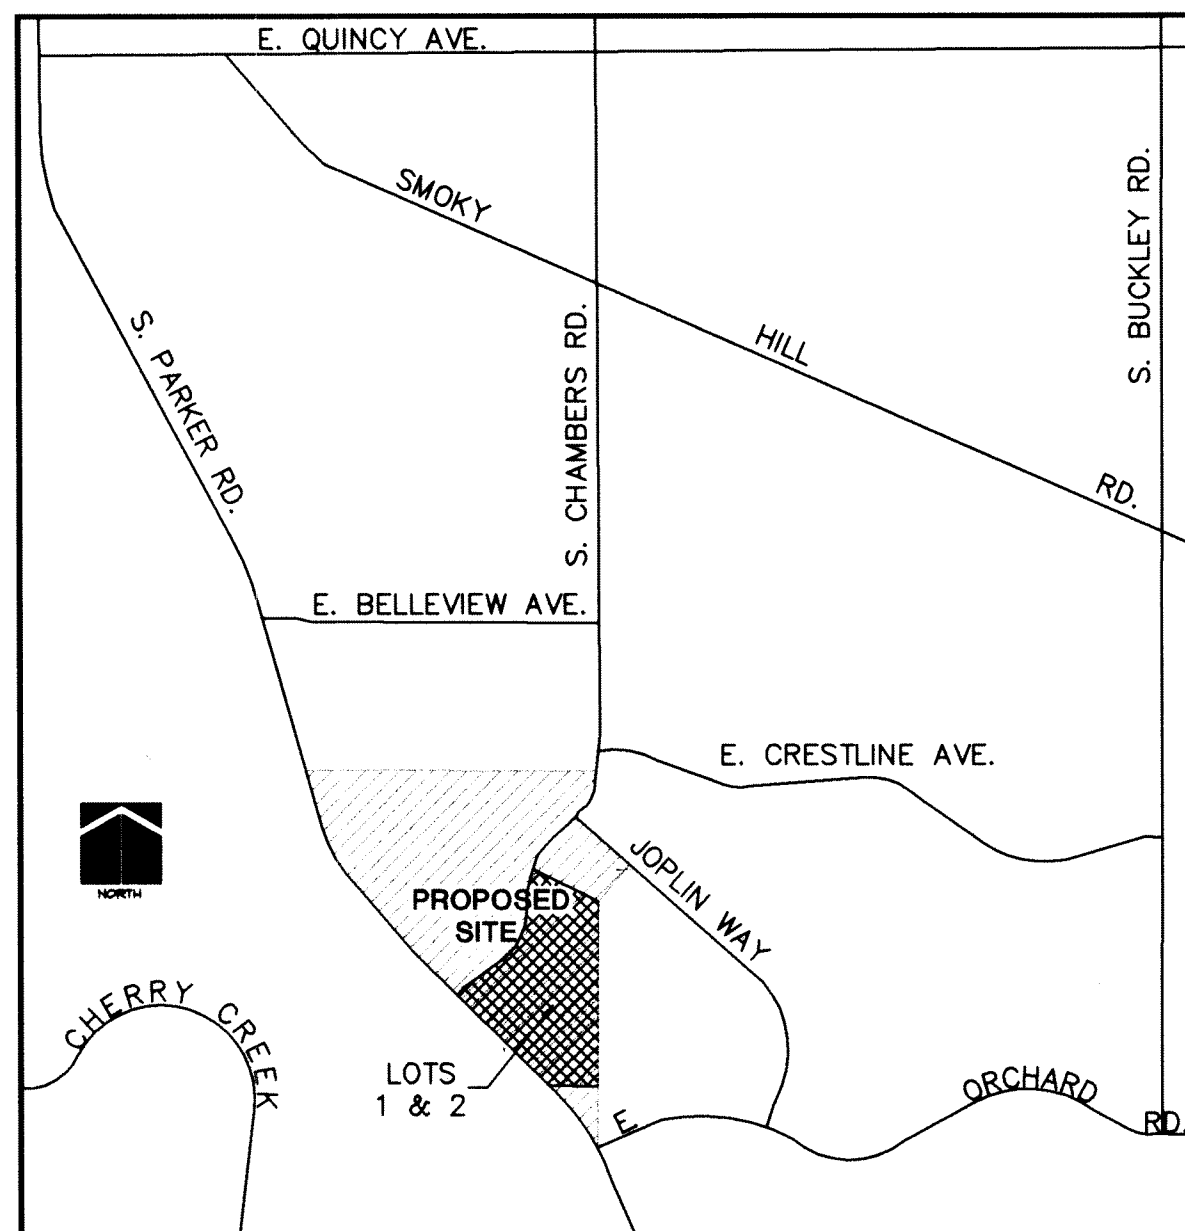 E. QUINCY AVE.
SMOKY
HILL
RD.
S. BUCKLEY RD.
S. PARKER RD.
S. CHAMBERS RD.
E. BELLEVIEW AVE.
E. CRESTLINE AVE.
JOPLIN WAY
NORTH
PROPOSED
SITE
CHERRY CREEK
LOTS
1 & 2
E
ORCHARD
RD.